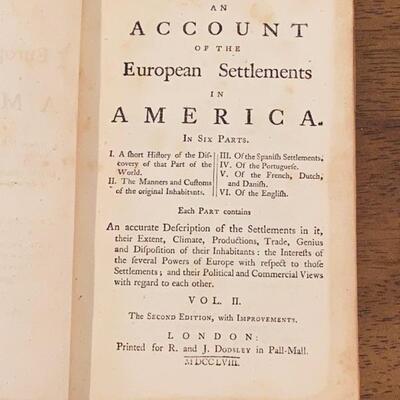 AN
ACCOUNT
OF THE
European Settlements
IN
AMERICA.
IN SIX PARTS.
I. A ſhort Hiſtory of the Diſ-
covery of that Part of the
World.
II. The Manners and Cuſtoms
of the original Inhabitants.
III. Of the Spaniſh Settlements.
IV. Of the Portugueſe.
V. Of the French, Dutch,
and Daniſh.
VI. Of the Engliſh.
Each PART contains
An accurate Deſcription of the Settlements in it,
their Extent, Climate, Productions, Trade, Genius
and Diſpoſition of their Inhabitants: the Intereſts of
the ſeveral Powers of Europe with reſpect to thoſe
Settlements; and their Political and Commercial Views
with regard to each other.
VOL. II.
The SECOND EDITION, with IMPROVEMENTS.
LONDON:
Printed for R. and J. DODSLEY in Pall-Mall.
MDCCLVIII.